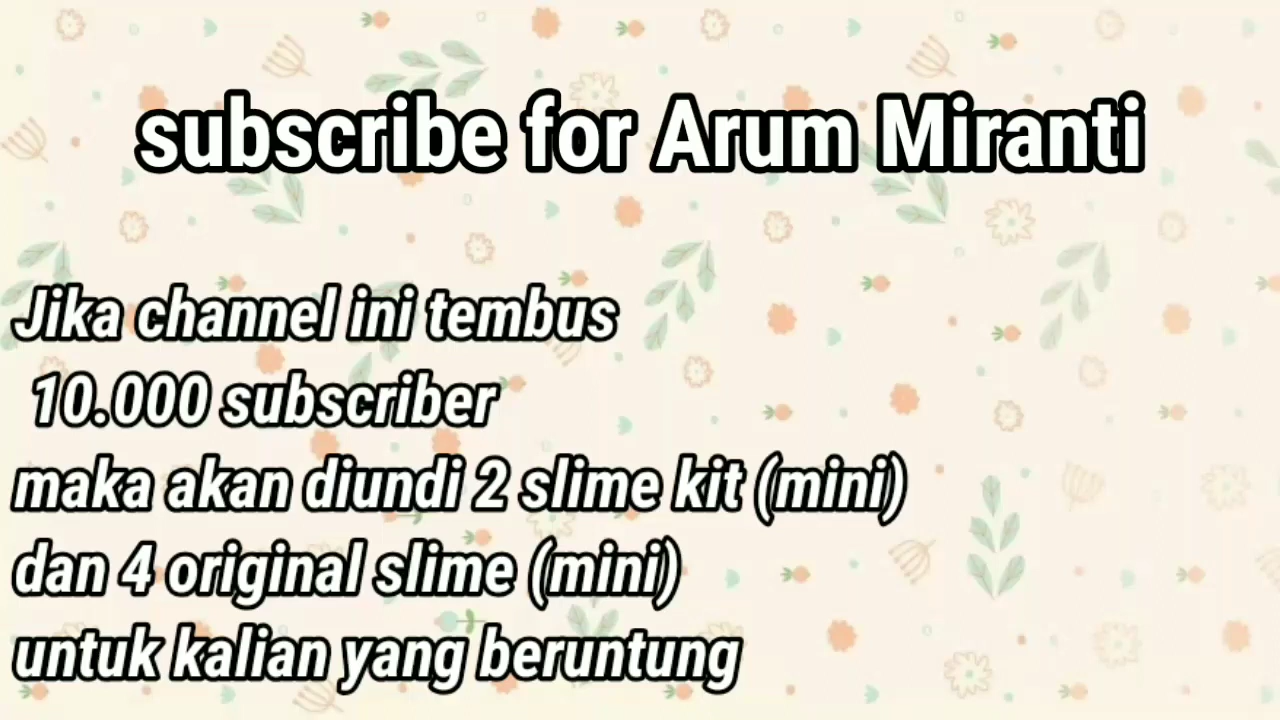 subscribe for Arum Miranti
Jika channel ini tembus
10.000 subscriber
maka akan diundi 2 slime kit (mini)
dan 4 original slime (mini)
untuk kalian yang beruntung